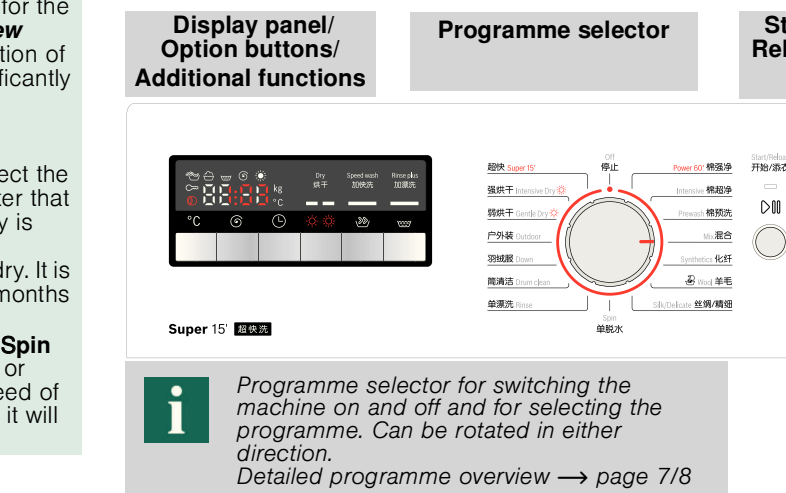 for the
ew
tion of
ficantly
ect the
ter that
y is
dry. It is
months
Spin
or
eed of
it will
Display panel/
Option buttons/
Additional functions
Programme selector
St
Rel
kg
°C
Dry
烘干
Speed wash
加快洗
Rinse plus
加漂洗
°C
Super 15' 超快洗
Off
停止
超快 Super 15'
强烘干 Intensive Dry
弱烘干 Gentle Dry
户外装 Outdoor
羽绒服 Down
筒清洁 Drum clean
单漂洗 Rinse
Power 60' 棉强净
Intensive 棉超净
Prewash 棉预洗
Mix 混合
Synthetics 化纤
Wool 羊毛
Silk/Delicate 丝绸/精细
Spin
单脱水
Start/Reloa
开始/添衣
i
Programme selector for switching the
machine on and off and for selecting the
programme. Can be rotated in either
direction.
Detailed programme overview → page 7/8